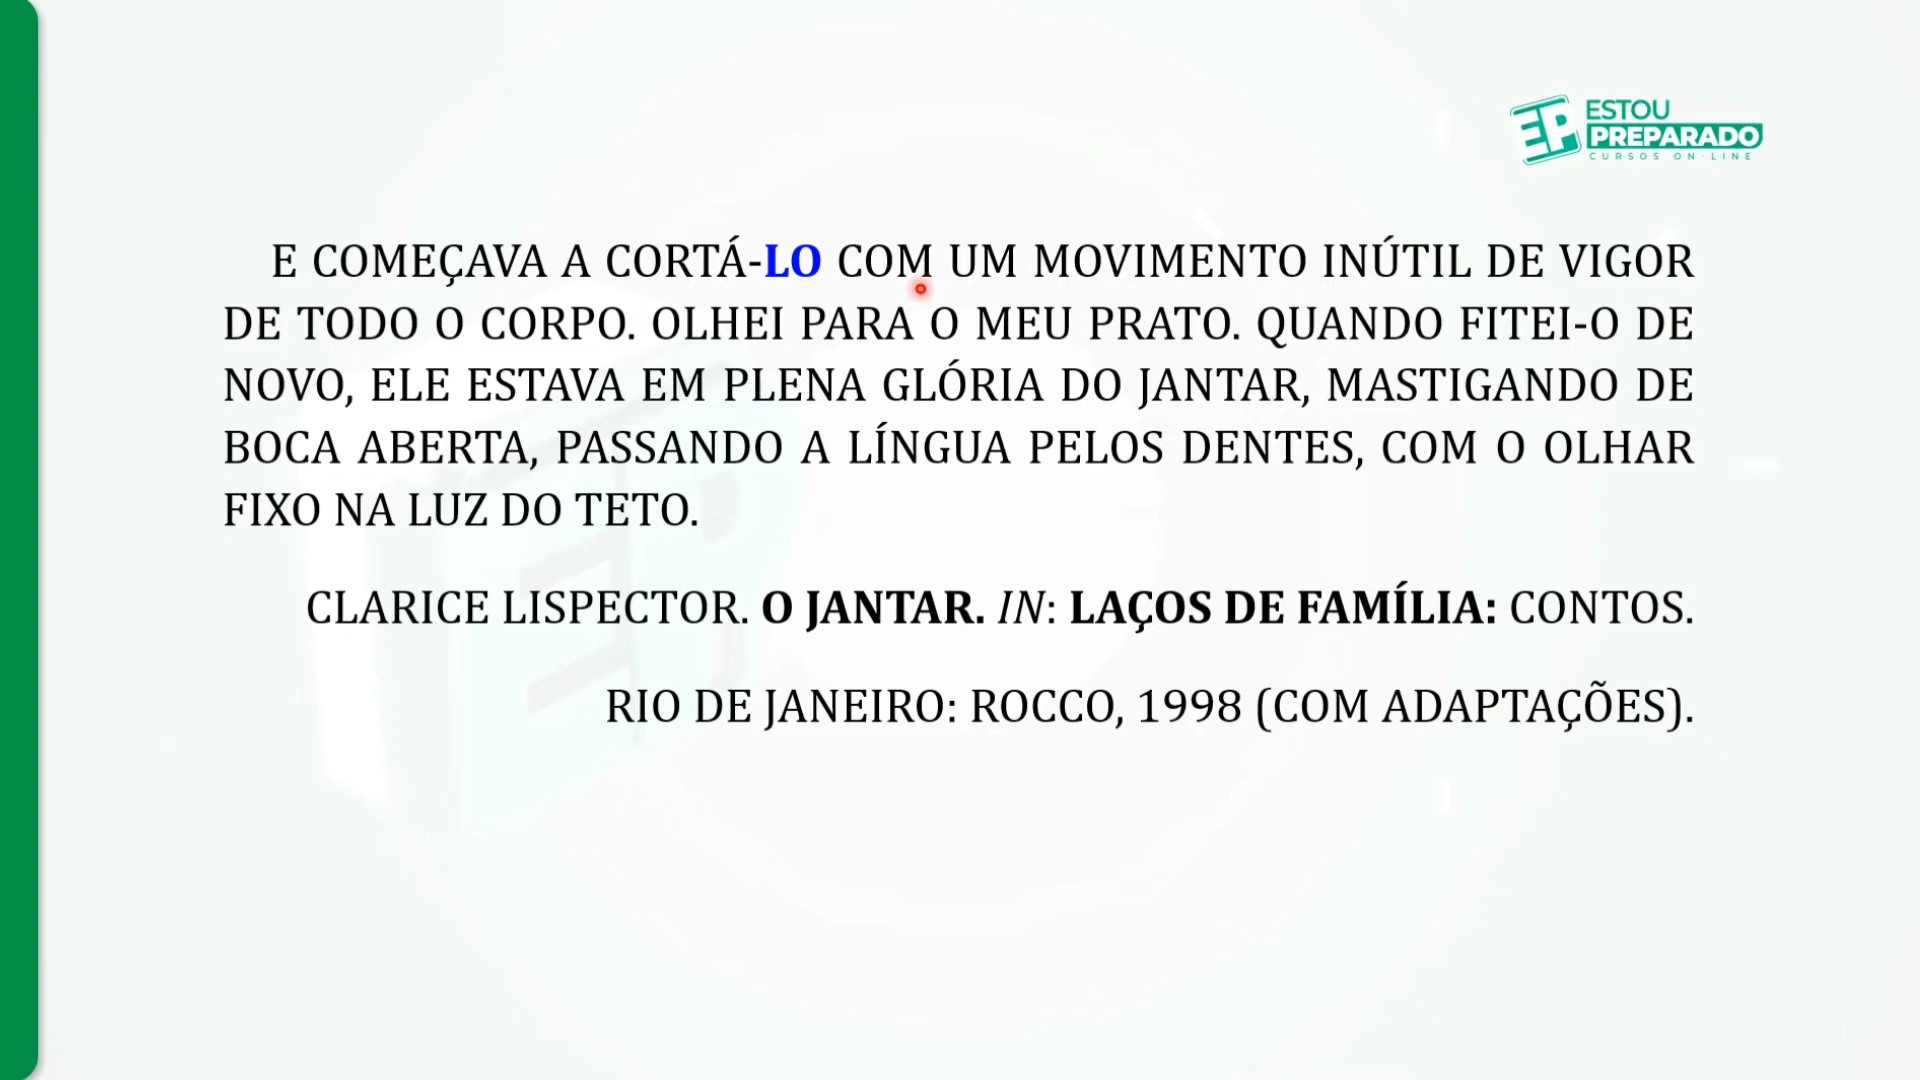 ESTOU
EP PREPARADO
CURSOS ON-LINE
E COMEÇAVA A CORTÁ-LO COM UM MOVIMENTO INÚTIL DE VIGOR
DE TODO O CORPO. OLHEI PARA O MEU PRATO. QUANDO FITEI-O DE
NOVO, ELE ESTAVA EM PLENA GLÓRIA DO JANTAR, MASTIGANDO DE
BOCA ABERTA, PASSANDO A LÍNGUA PELOS DENTES, COM O OLHAR
FIXO NA LUZ DO TETO.
CLARICE LISPECTOR. O JANTAR. IN: LAÇOS DE FAMÍLIA: CONTOS.
RIO DE JANEIRO: ROCCO, 1998 (COM ADAPTAÇÕES).